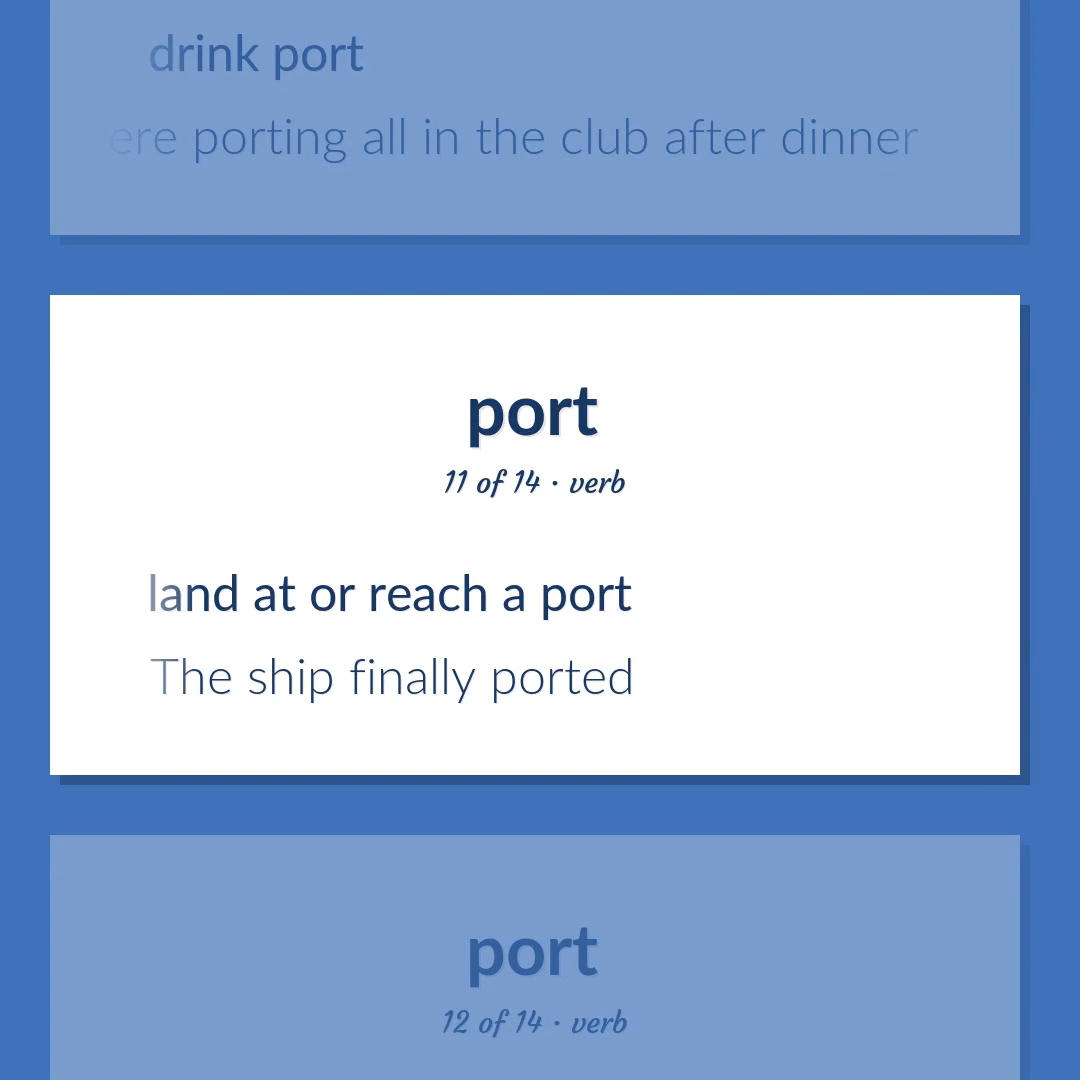 drink port
ere porting all in the club after dinner
port
11 of 14 · verb
land at or reach a port
The ship finally ported
port
12 of 14 · verb